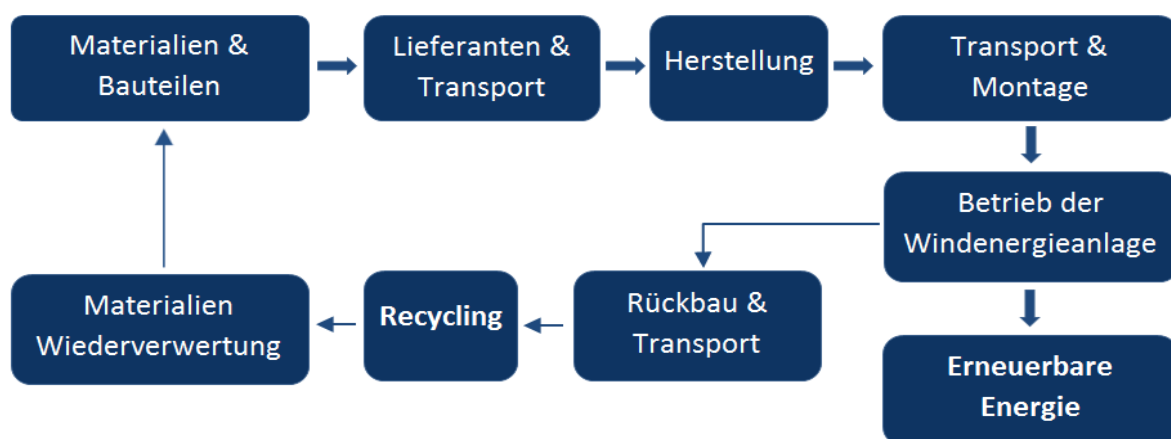 Materialien &
Bauteilen
Lieferanten &
Transport
Herstellung
Transport &
Montage
Betrieb der
Windenergieanlage
Rückbau &
Transport
Recycling
Materialien
Wiederverwertung
Erneuerbare
Energie